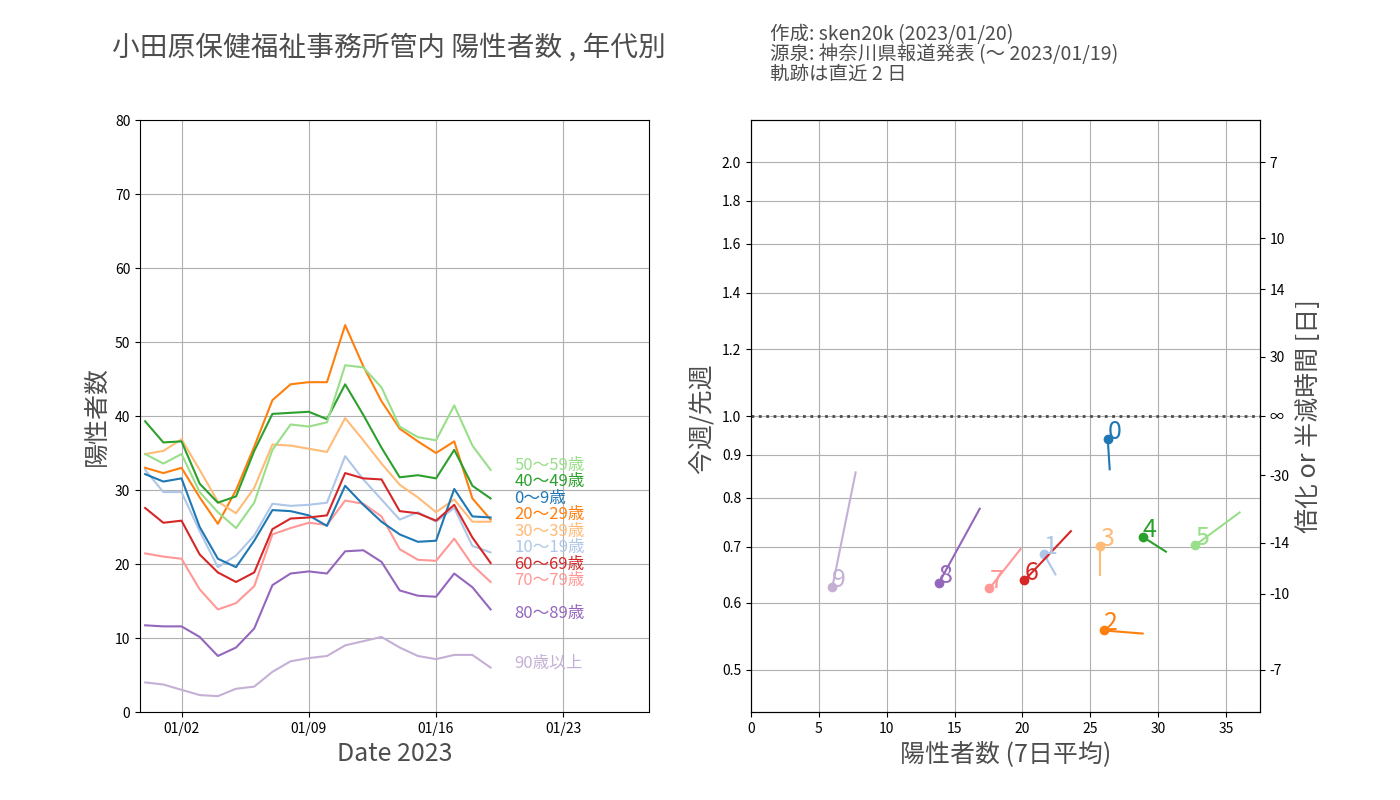 小田原保健福祉事務所管内 陽性者数 , 年代別
作成: sken20k (2023/01/20)
源泉: 神奈川県報道発表 (〜 2023/01/19)
軌跡は直近 2 日
80
70
60
50
40
30
20
10
0
陽性者数
50〜59歳
40〜49歳
0〜9歳
20〜29歳
30〜39歳
10〜19歳
60〜69歳
70〜79歳
80〜89歳
90歳以上
01/02 01/09 01/16 01/23
Date 2023
2.0
1.8
1.6
1.4
1.2
1.0
0.9
0.8
0.7
0.6
0.5
今週/先週
0
4
5
3
1
6
7
8
9
2
7
10
14
30
∞
-30
-14
-10
-7
倍化 or 半減時間 [日]
0 5 10 15 20 25 30 35
陽性者数 (7日平均)